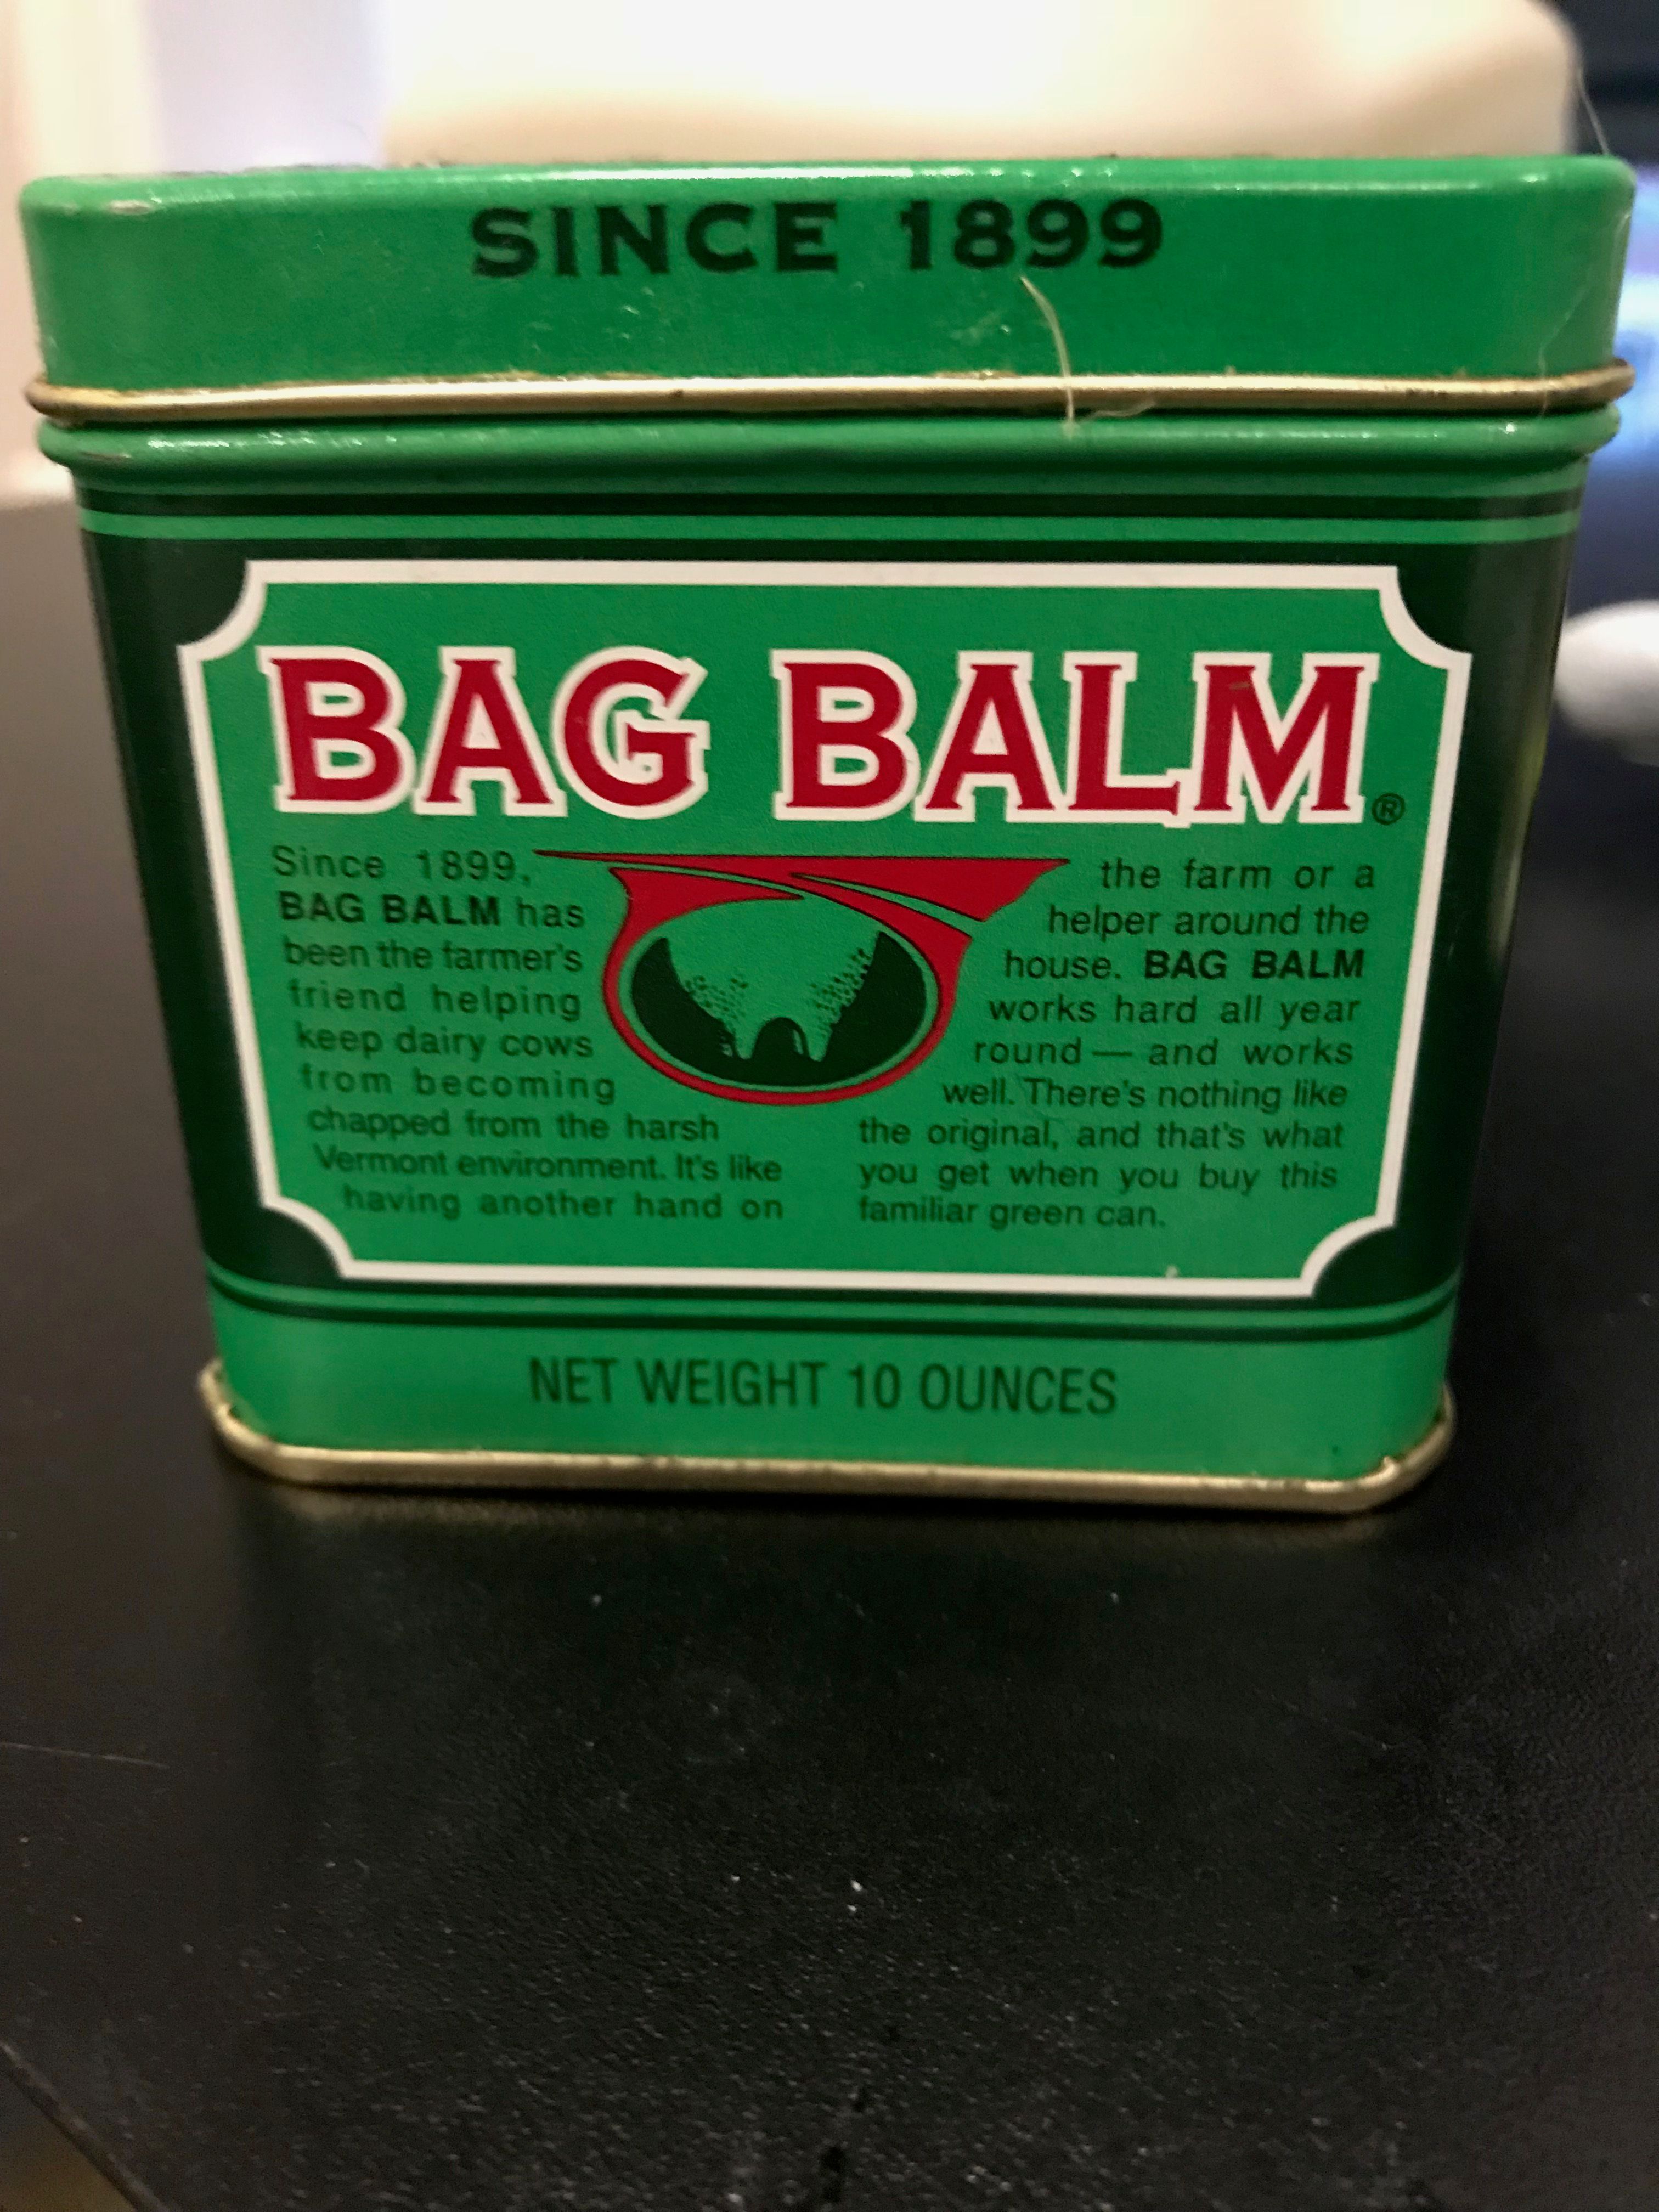 SINCE 1899
BAG BALM®
Since 1899,
BAG BALM has
been the farmer's
friend helping
keep dairy cows
from becoming
chapped from the harsh
Vermont environment. It's like
having another hand on
the farm or a
helper around the
house. BAG BALM
works hard all year
round — and works
well. There's nothing like
the original, and that's what
you get when you buy this
familiar green can.
NET WEIGHT 10 OUNCES